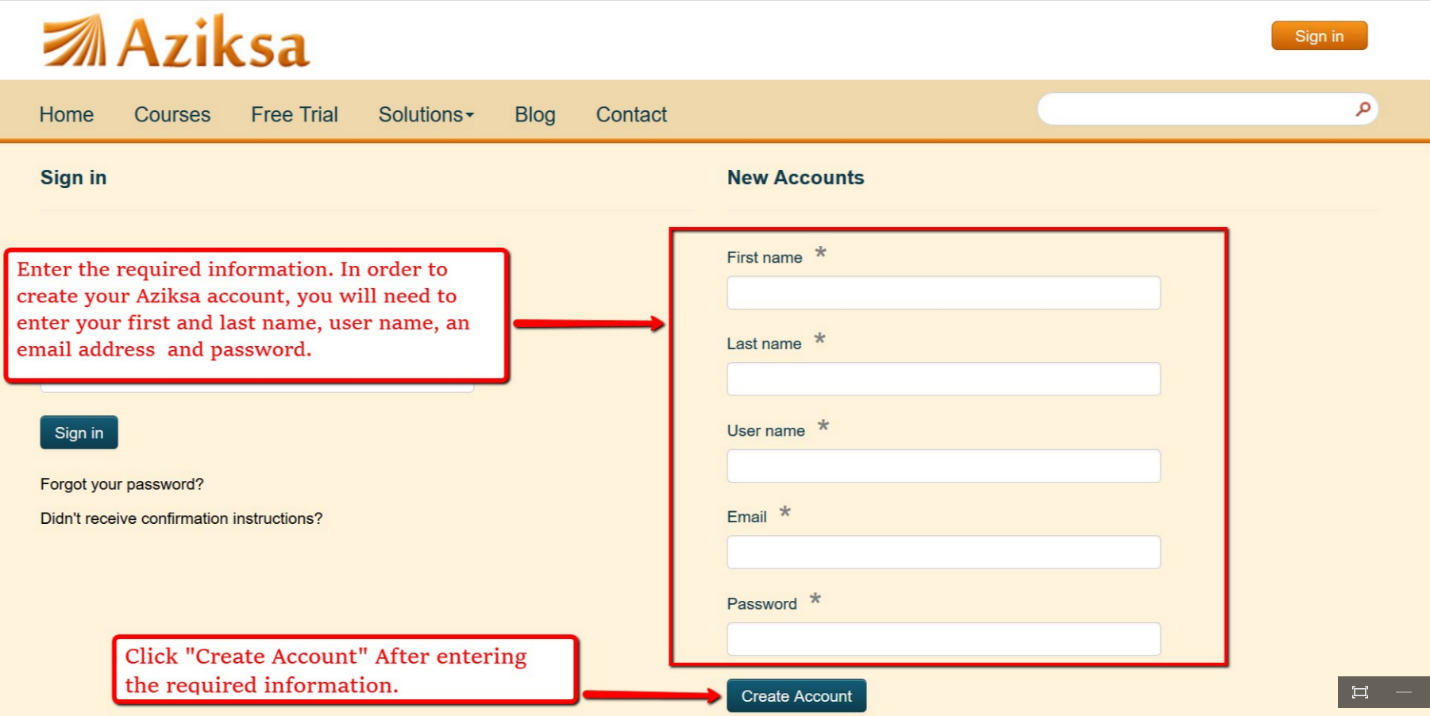 Aziksa
Sign in
Home Courses Free Trial Solutions Blog Contact
Sign in
Enter the required information. In order to
create your Aziksa account, you will need to
enter your first and last name, user name, an
email address and password.
Sign in
Forgot your password?
Didn't receive confirmation instructions?
New Accounts
First name *
Last name *
User name *
Email *
Password *
Click "Create Account" After entering
the required information.
Create Account